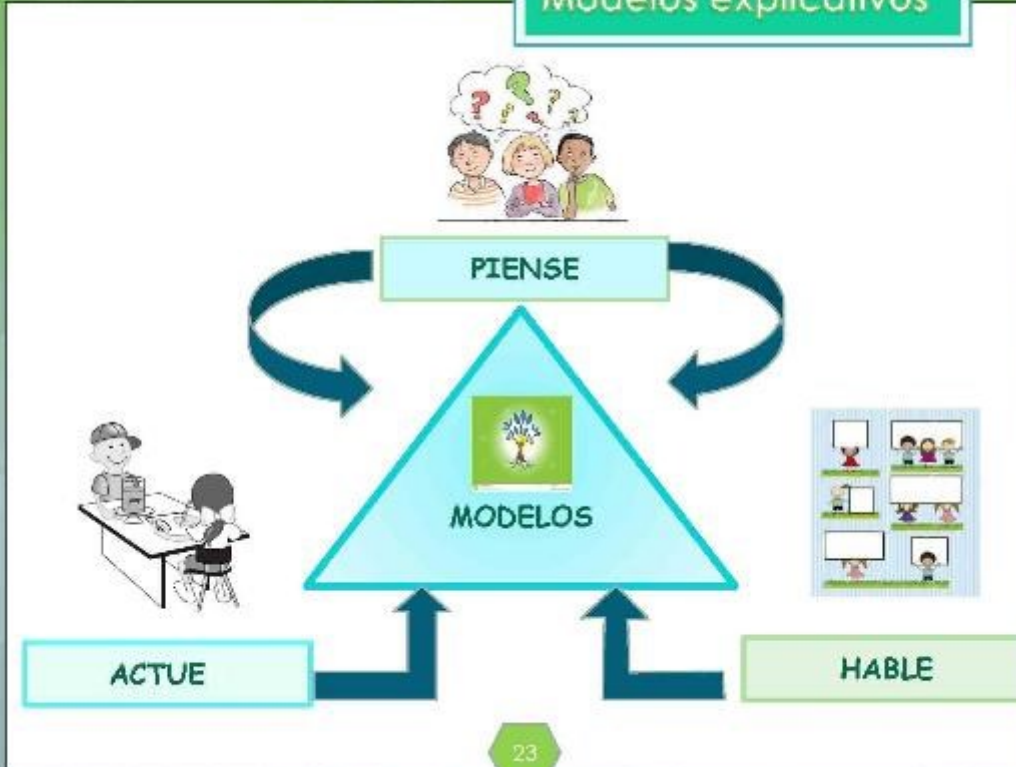 Modelos explicativos
PIENSE
MODELOS
ACTUE
HABLE
23